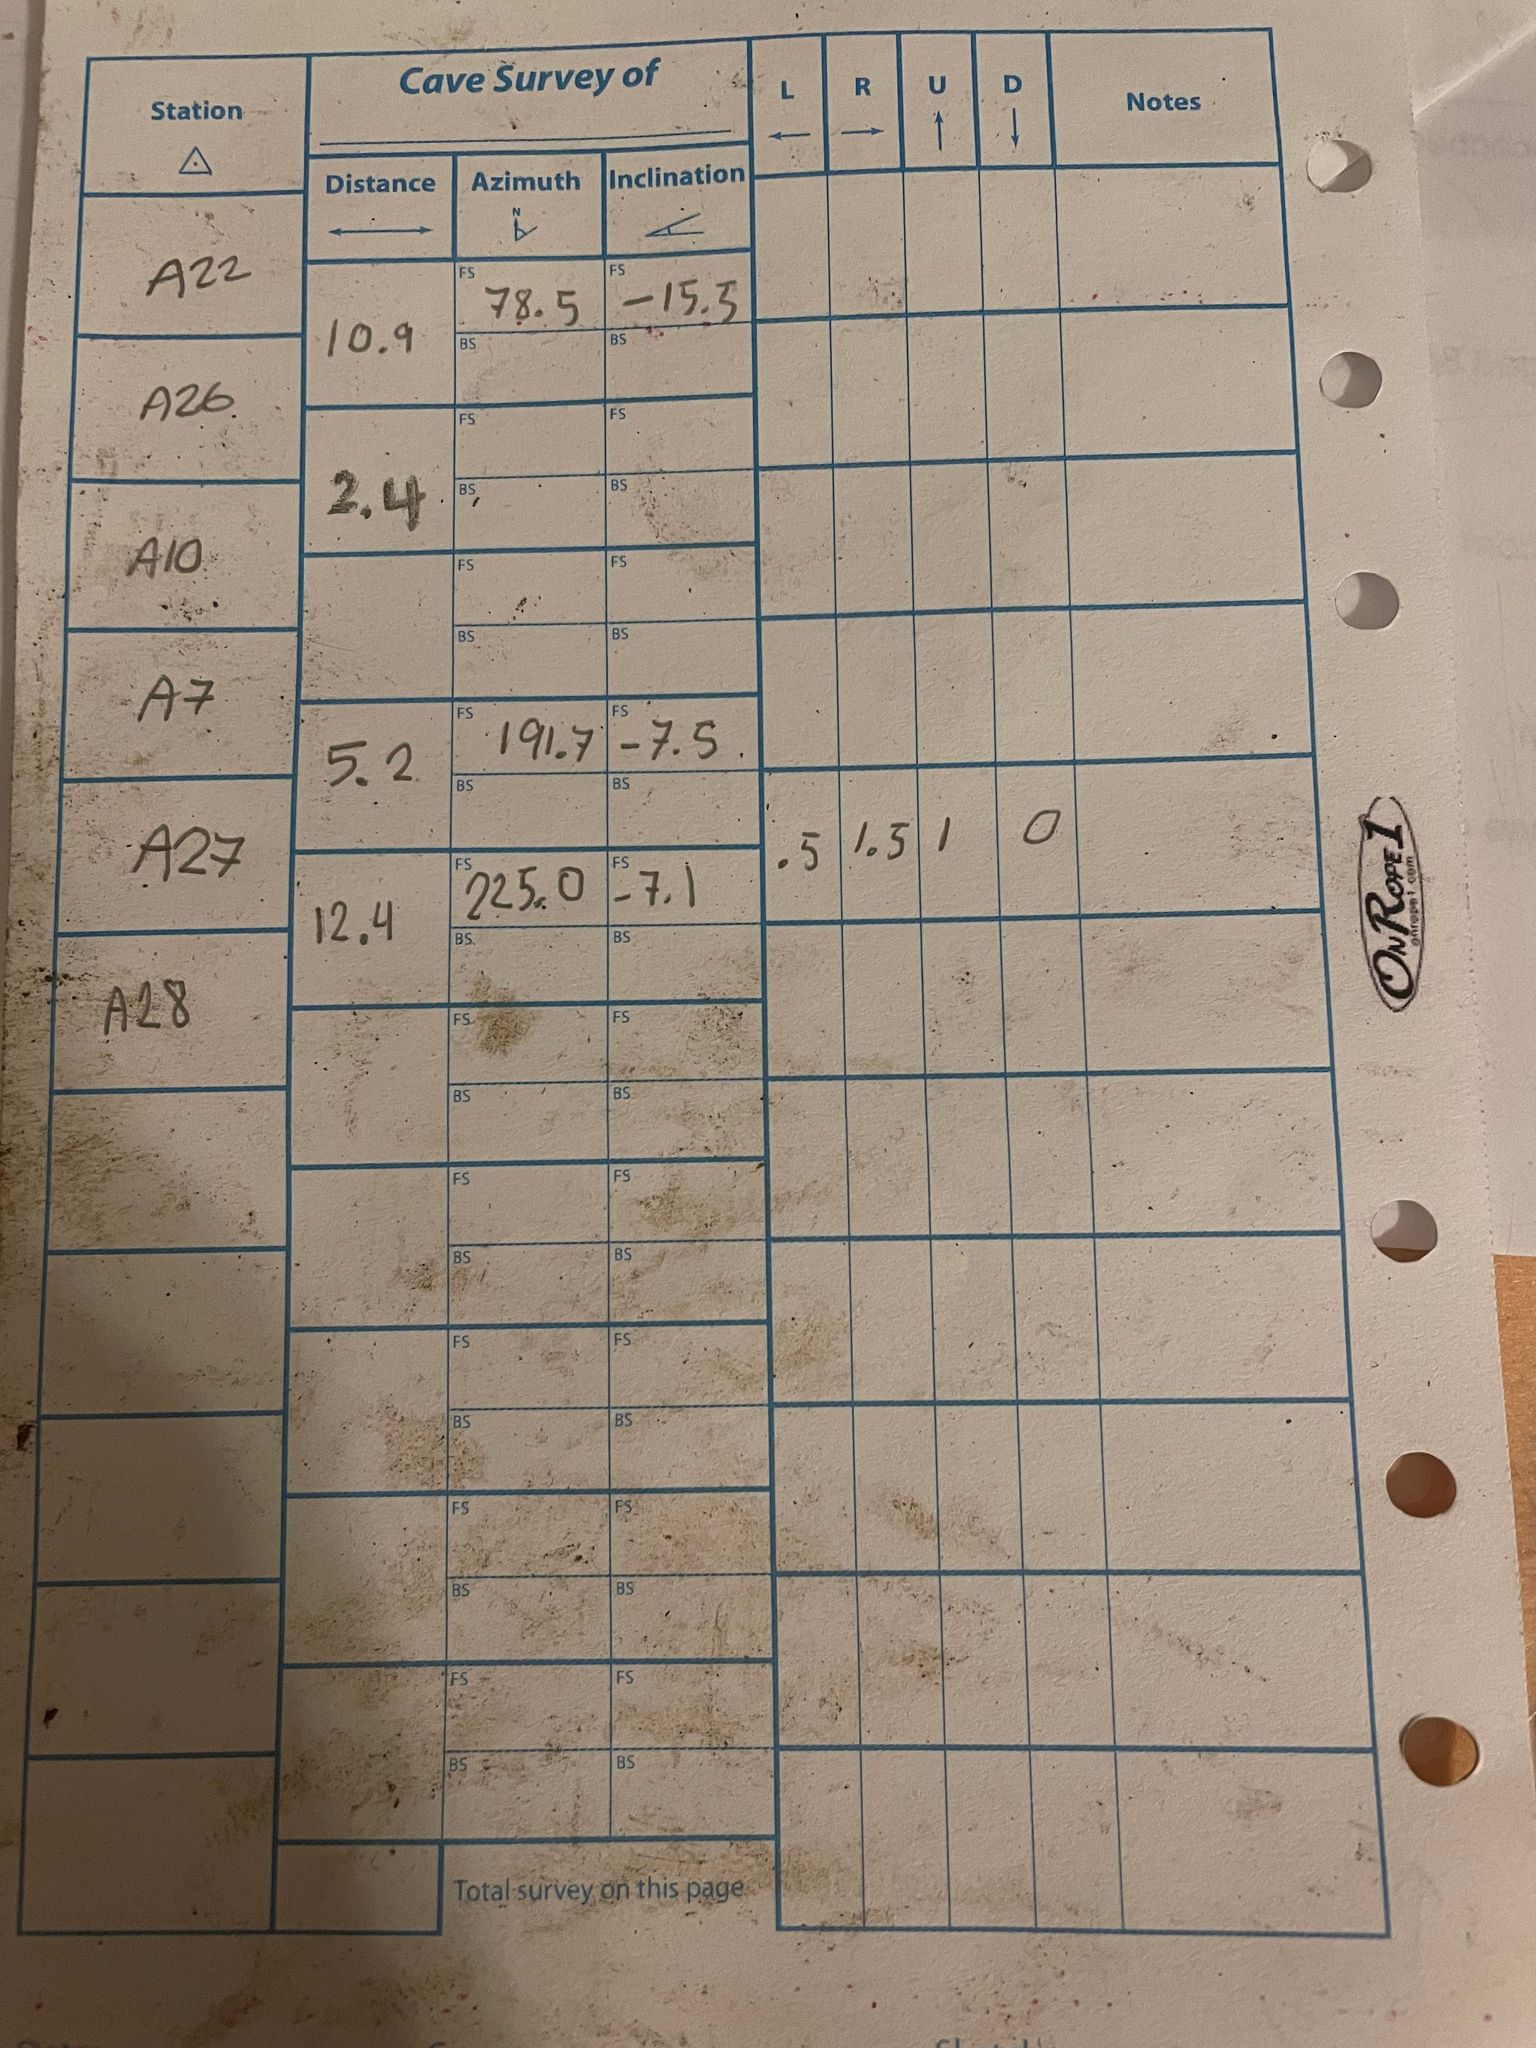 Cave Survey of
Station
L R U D Notes
Distance Azimuth Inclination
N
A22
FS 78.5 FS -15.5
10.9
BS BS
A26
FS FS
2.4
BS BS
A10
FS FS
BS BS
A7
FS 191.7 FS -7.5
5.2
BS BS
A27
.5 1.5 1 0
FS 225.0 FS -7.1
12.4
BS BS
A28
FS FS
BS BS
FS FS
BS BS
FS FS
BS BS
FS FS
BS BS
FS FS
BS BS
Total survey on this page
ONROPE1
onrope1.com